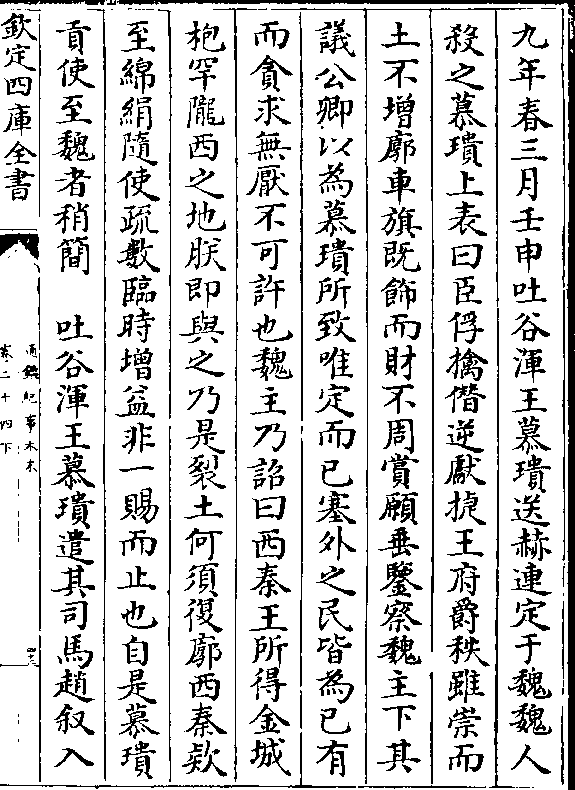 九年春三月壬申吐谷渾王慕璝送赫連定于魏魏人
殺之慕璝上表曰臣俘擒僭逆獻捷王府爵秩雖崇而
土不增廓車旗既飾而財不周賞願垂鑒察魏主下其
議公卿以為慕璝所致唯定而已塞外之民皆為已有
而貪求無厭不可許也魏主乃詔曰西秦王所得金城
枹罕隴西之地朕即與之乃是裂土何須復廓西秦欵
至綿絹隨使疏數臨時增益非一賜而止也自是慕璝
貢使至魏者稍簡　吐谷渾王慕璝遣其司馬趙叙入
欽定四庫全書
通鑑紀事本末
卷二十四下